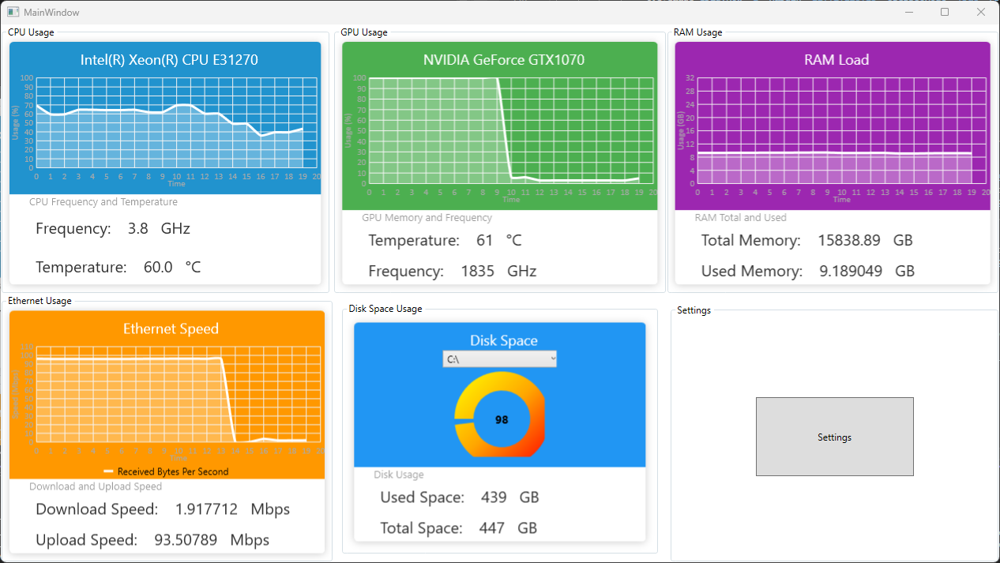 MainWindow
CPU Usage
Intel(R) Xeon(R) CPU E31270
100
90
80
70
60
50
40
30
20
10
0
Usage (%)
0 1 2 3 4 5 6 7 8 9 10 11 12 13 14 15 16 17 18 19 20
Time
CPU Frequency and Temperature
Frequency: 3.8 GHz
Temperature: 60.0 °C
GPU Usage
NVIDIA GeForce GTX1070
100
90
80
70
60
50
40
30
20
10
0
Usage (%)
0 1 2 3 4 5 6 7 8 9 10 11 12 13 14 15 16 17 18 19 20
Time
GPU Memory and Frequency
Temperature: 61 °C
Frequency: 1835 GHz
RAM Usage
RAM Load
32
28
24
20
16
12
8
4
0
Usage (GB)
0 1 2 3 4 5 6 7 8 9 10 11 12 13 14 15 16 17 18 19 20
Time
RAM Total and Used
Total Memory: 15838.89 GB
Used Memory: 9.189049 GB
Ethernet Usage
Ethernet Speed
0 1 2 3 4 5 6 7 8 9 10 11 12 13 14 15 16 17 18 19 20
Time
Received Bytes Per Second
Download and Upload Speed
Download Speed: 1.917712 Mbps
Upload Speed: 93.50789 Mbps
Disk Space Usage
Disk Space
C:\
98
Disk Usage
Used Space: 439 GB
Total Space: 447 GB
Settings
Settings